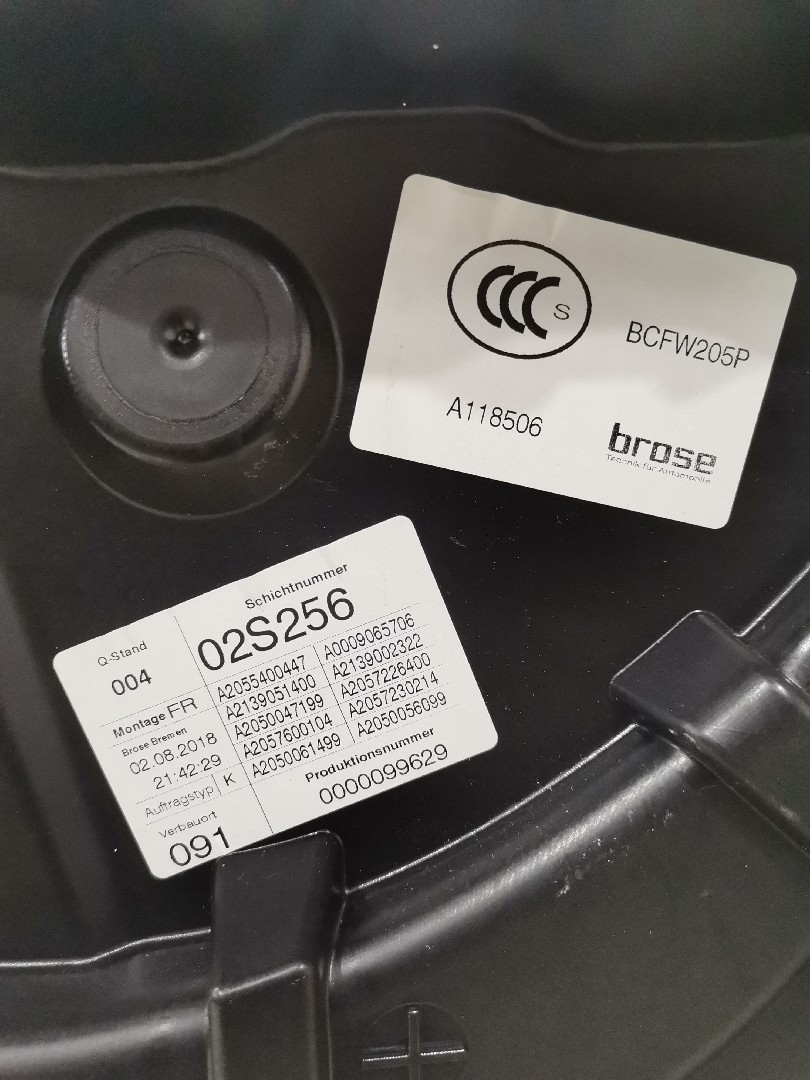 CCC S
BCFW205P
A118506
brose
Technik für Automobile
Schichtnummer
Q-Stand
02S256
004
Montage FR
A2055400447 A0009065706
A2139051400 A2139002322
A2050047199 A2057226400
A2057600104 A2057230214
A2050061499 A2050056099
Brose Bremen
02.08.2018
21:42:29
Auftragstyp K
Produktionsnummer
0000099629
Verbauort
091